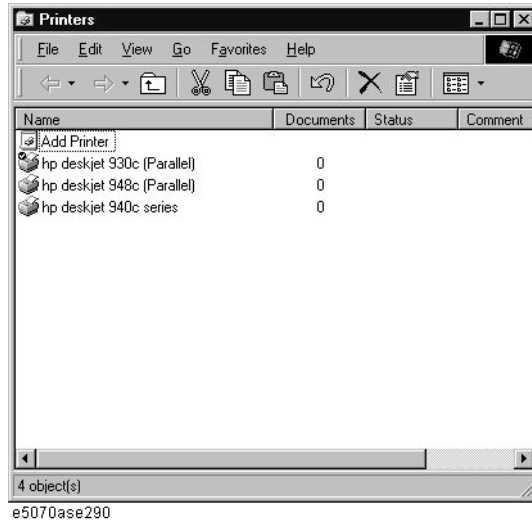 Printers
File Edit View Go Favorites Help
Name Documents Status Comment
Add Printer
hp deskjet 930c (Parallel) 0
hp deskjet 948c (Parallel) 0
hp deskjet 940c series 0
4 object(s)
e5070ase290